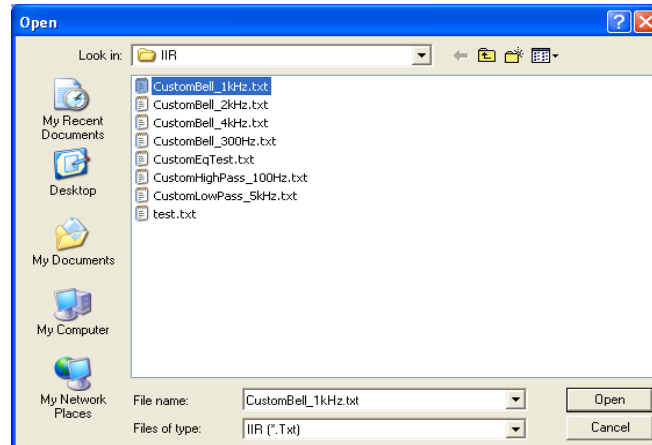 Open
Look in:
IIR
My Recent
Documents
Desktop
My Documents
My Computer
My Network
Places
CustomBell_1kHz.txt
CustomBell_2kHz.txt
CustomBell_4kHz.txt
CustomBell_300Hz.txt
CustomEqTest.txt
CustomHighPass_100Hz.txt
CustomLowPass_5kHz.txt
test.txt
File name:
CustomBell_1kHz.txt
Open
Files of type:
IIR (*.Txt)
Cancel